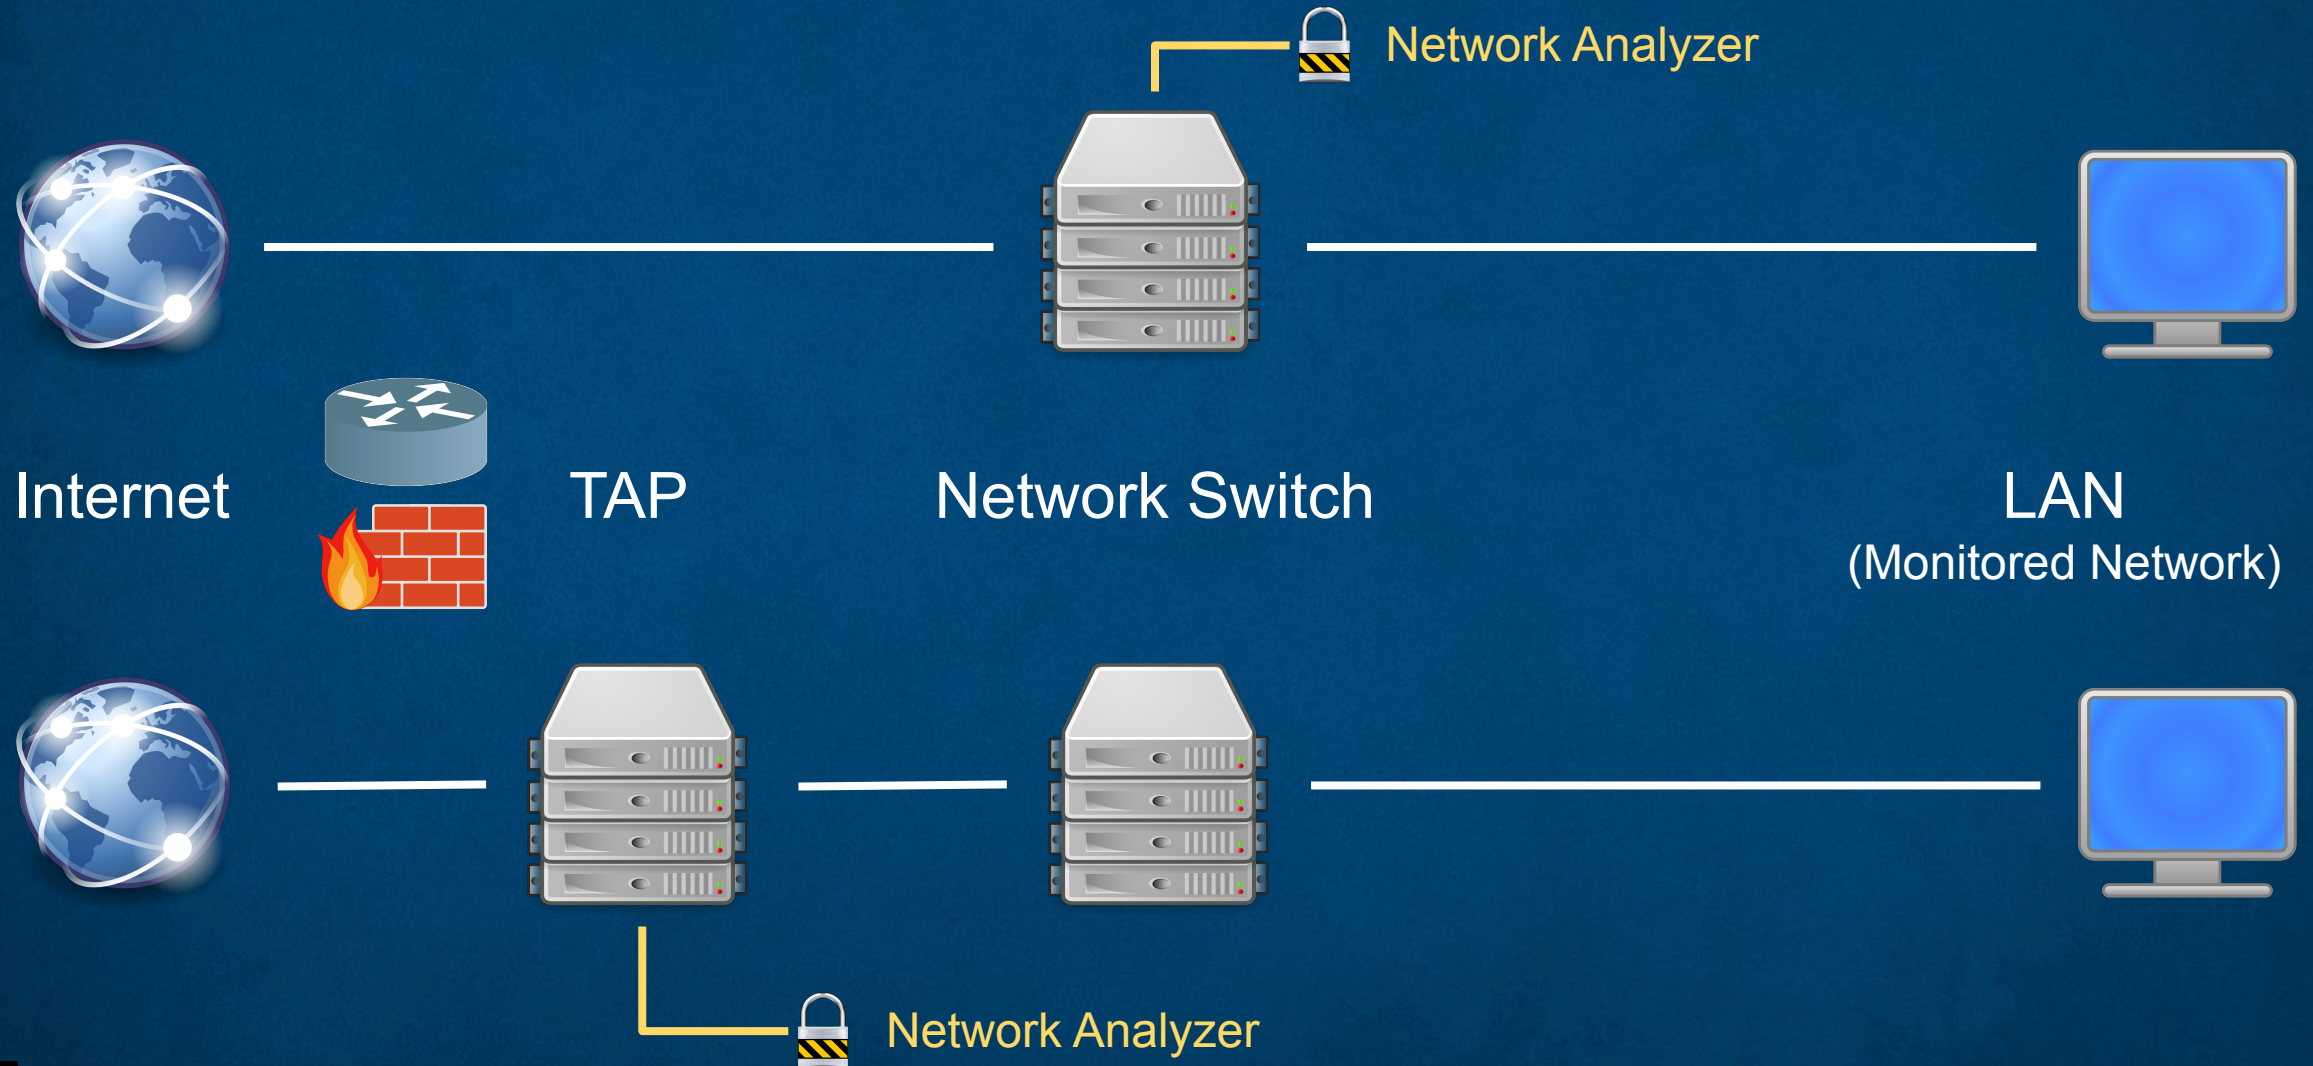 Network Analyzer
Internet
TAP
Network Switch
LAN
(Monitored Network)
Network Analyzer